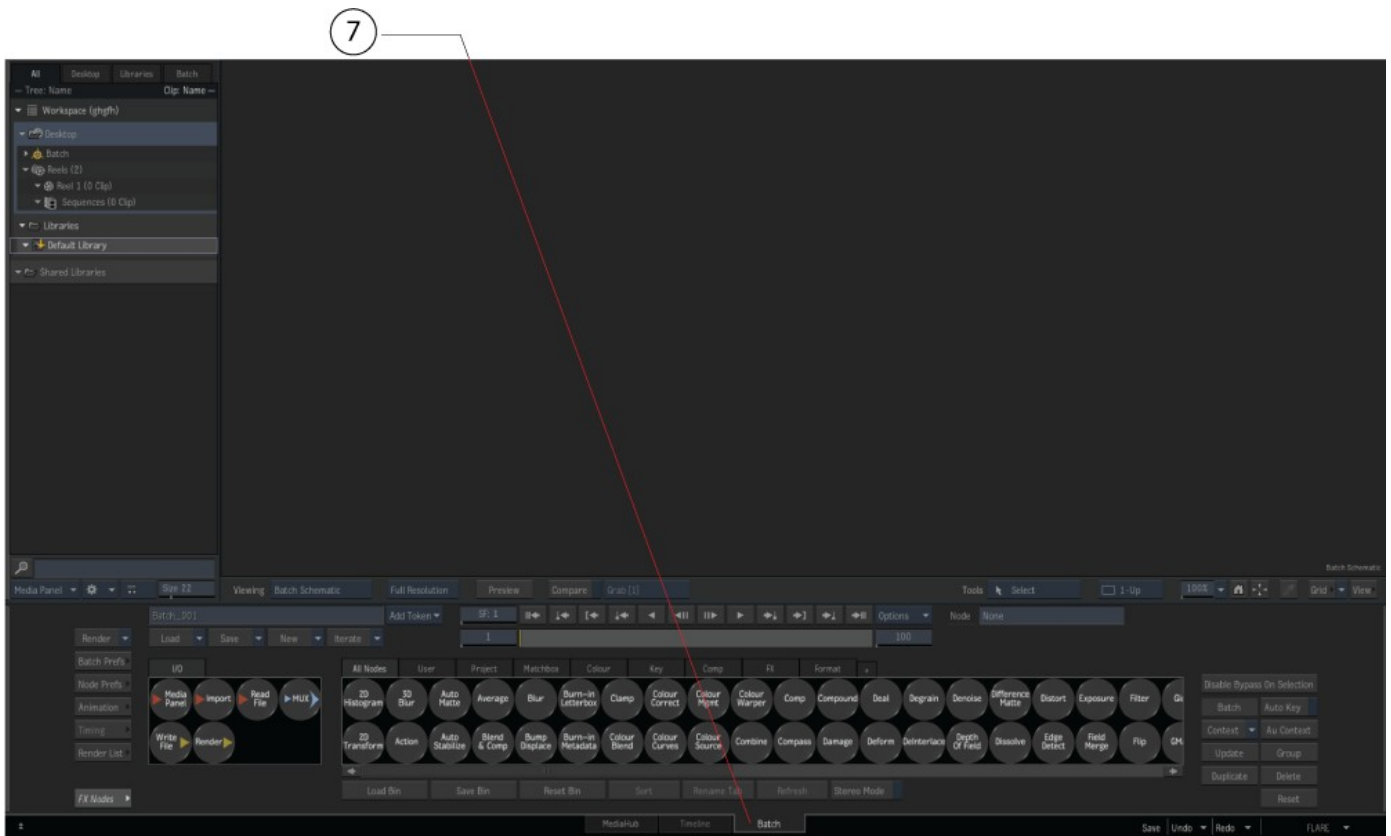 7
All Desktop Libraries Batch
Tree: Name Clip: Name
Workspace (ghgfh)
Desktop
Batch
Reels (2)
Reel 1 (0 Clip)
Sequences (0 Clip)
Libraries
Default Library
Shared Libraries
Batch Schematic
Media Panel Size 22 Viewing Batch Schematic Full Resolution Preview Compare Grab [1] Tools Select 1-Up 100% Grid View
Batch_001 Add Token SF: 1 Options Node None
Render Load Save New Iterate 1 100
Batch Prefs I/O All Nodes User Project Matchbox Colour Key Comp FX Format +
Node Prefs Disable Bypass On Selection
Media Panel Import Read File MUX 2D Histogram 3D Blur Auto Matte Average Blur Burn-in Letterbox Clamp Colour Correct Colour Mgmt Colour Warper Comp Compound Deal Degrain Denoise Difference Matte Distort Exposure Filter
Animation Batch Auto Key
Timing Context Au Context
Write File Render 2D Transform Action Auto Stabilize Blend & Comp Bump Displace Burn-in Metadata Colour Blend Colour Curves Colour Source Combine Compass Damage Deform DeInterlace Depth Of Field Dissolve Edge Detect Field Merge Flip
Render List Update Group
Duplicate Delete
FX Nodes Load Bin Save Bin Reset Bin Sort Rename Tab Refresh Stereo Mode Reset
MediaHub Timeline Batch Save Undo Redo FLARE